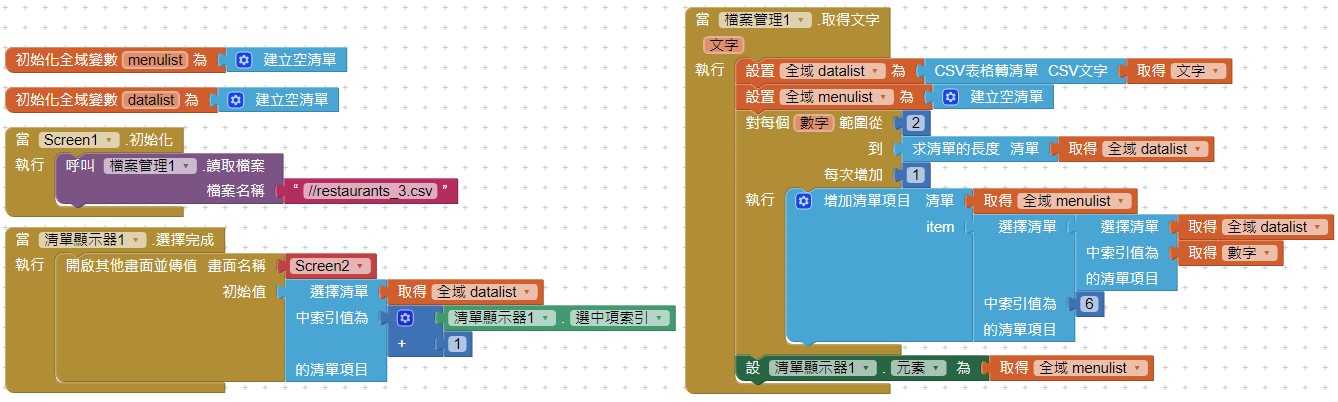 初始化全域變數 menulist 為 建立空清單
初始化全域變數 datalist 為 建立空清單
當 Screen1 .初始化
執行 呼叫 檔案管理1 .讀取檔案
檔案名稱 " //restaurants_3.csv "
當 清單顯示器1 .選擇完成
執行 開啟其他畫面並傳值 畫面名稱 Screen2
初始值 選擇清單 取得 全域 datalist
中索引值為 清單顯示器1 . 選中項索引
+ 1
的清單項目
當 檔案管理1 .取得文字
文字
執行 設置 全域 datalist 為 CSV表格轉清單 CSV文字 取得 文字
設置 全域 menulist 為 建立空清單
對每個 數字 範圍從 2
到 求清單的長度 清單 取得 全域 datalist
每次增加 1
執行 增加清單項目 清單 取得 全域 menulist
item 選擇清單 選擇清單 取得 全域 datalist
中索引值為 取得 數字
的清單項目
中索引值為 6
的清單項目
設 清單顯示器1 . 元素 為 取得 全域 menulist